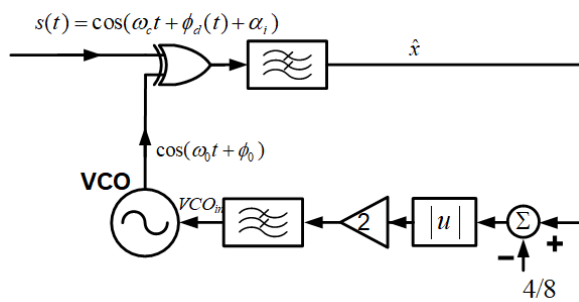 s(t) = cos(ω_c t + ϕ_d(t) + α_i)
x̂
cos(ω_0 t + ϕ_0)
VCO
VCO_in
2
|u|
Σ
− +
4/8